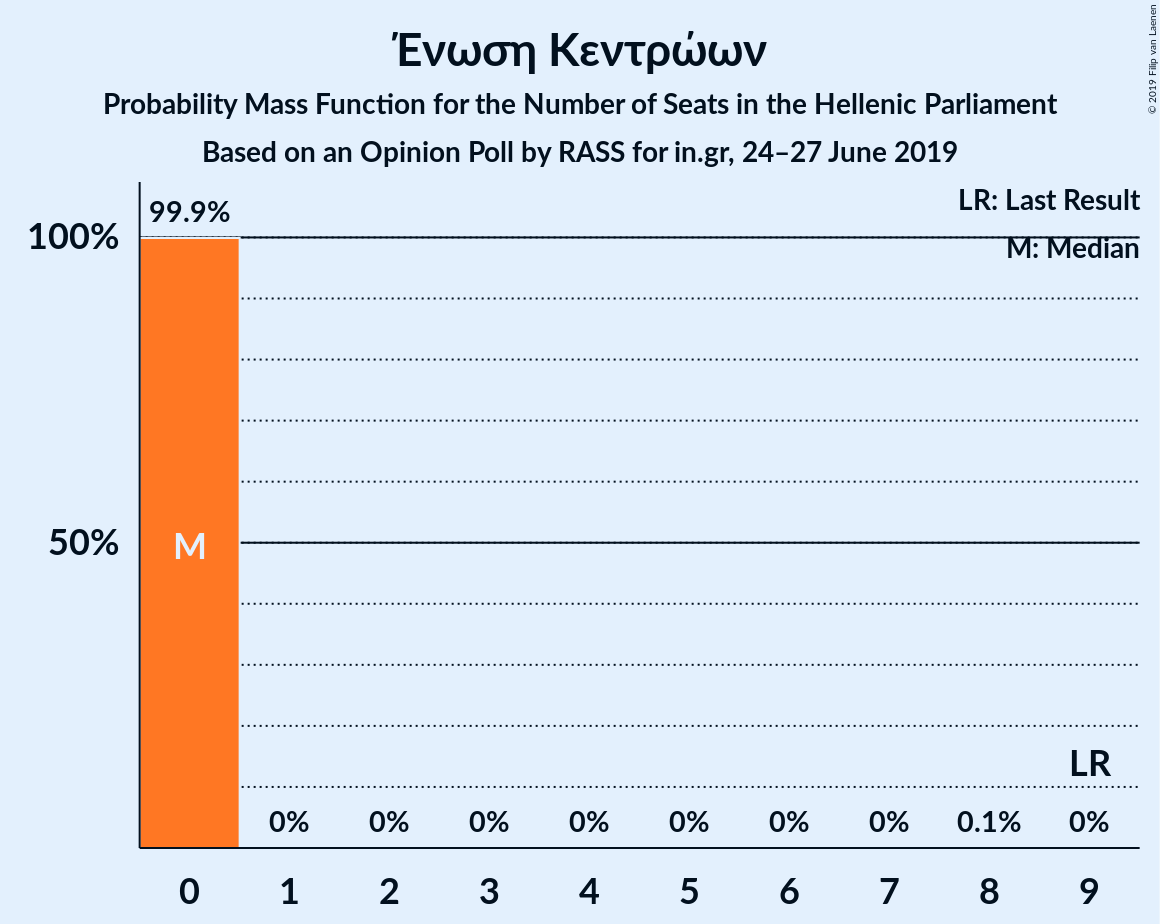 Ένωση Κεντρώων
Probability Mass Function for the Number of Seats in the Hellenic Parliament
Based on an Opinion Poll by RASS for in.gr, 24–27 June 2019
© 2019 Filip van Laenen
LR: Last Result
M: Median
99.9%
100%
50%
M
LR
0% 0% 0% 0% 0% 0% 0% 0.1% 0%
0 1 2 3 4 5 6 7 8 9